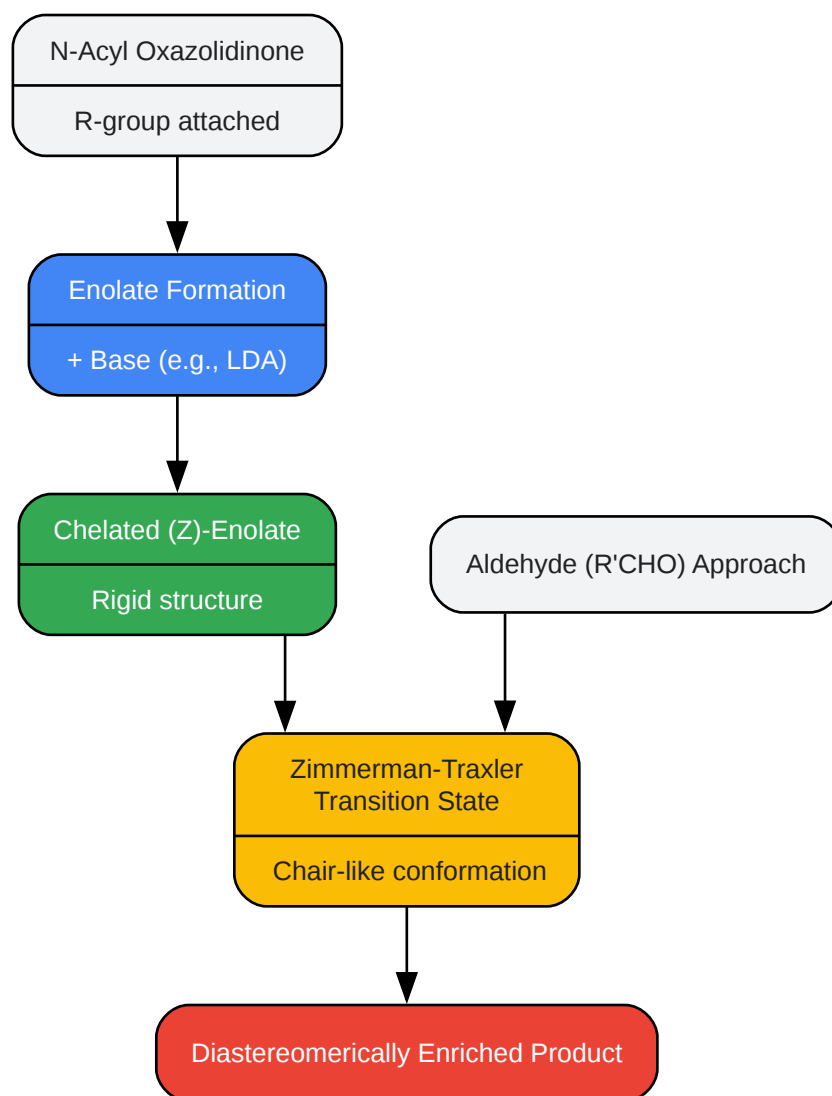 N-Acyl Oxazolidinone
R-group attached
Enolate Formation
+ Base (e.g., LDA)
Chelated (Z)-Enolate
Rigid structure
Aldehyde (R'CHO) Approach
Zimmerman-Traxler
Transition State
Chair-like conformation
Diastereomerically Enriched Product